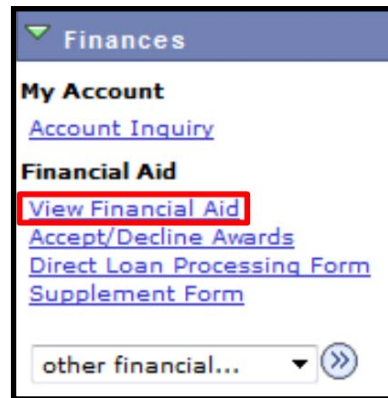 Finances
My Account
Account Inquiry
Financial Aid
View Financial Aid
Accept/Decline Awards
Direct Loan Processing Form
Supplement Form
other financial...